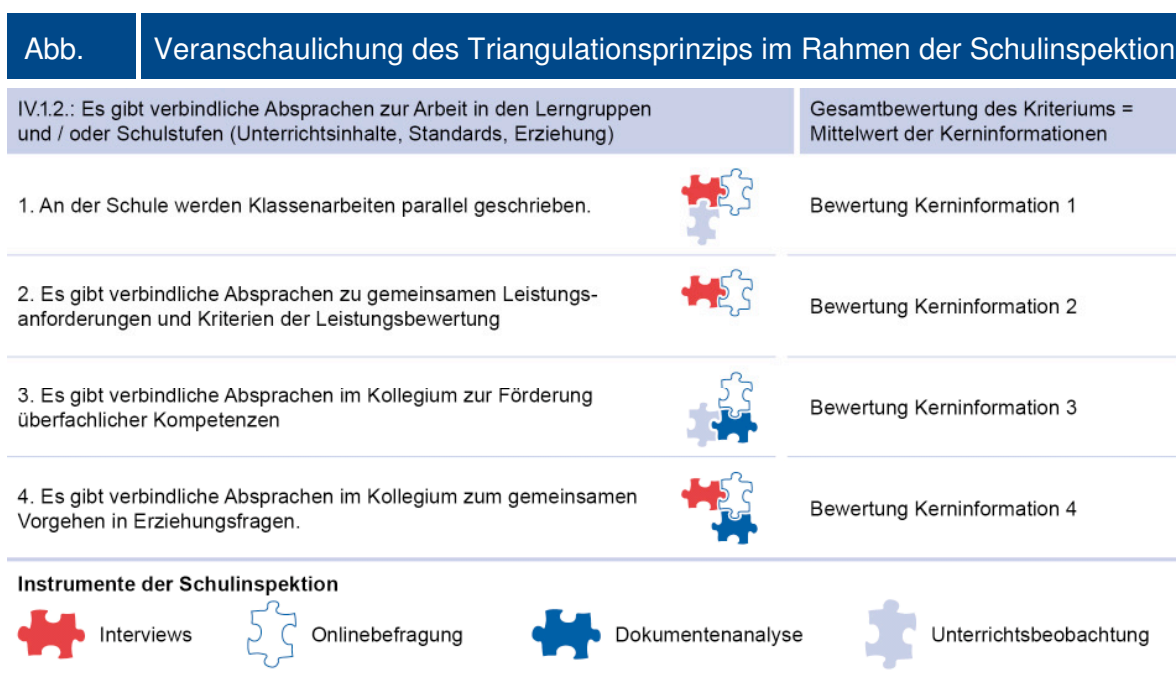 Abb.
Veranschaulichung des Triangulationsprinzips im Rahmen der Schulinspektion
IV.1.2.: Es gibt verbindliche Absprachen zur Arbeit in den Lerngruppen
und / oder Schulstufen (Unterrichtsinhalte, Standards, Erziehung)
Gesamtbewertung des Kriteriums =
Mittelwert der Kerninformationen
1. An der Schule werden Klassenarbeiten parallel geschrieben.
Bewertung Kerninformation 1
2. Es gibt verbindliche Absprachen zu gemeinsamen Leistungs-
anforderungen und Kriterien der Leistungsbewertung
Bewertung Kerninformation 2
3. Es gibt verbindliche Absprachen im Kollegium zur Förderung
überfachlicher Kompetenzen
Bewertung Kerninformation 3
4. Es gibt verbindliche Absprachen im Kollegium zum gemeinsamen
Vorgehen in Erziehungsfragen.
Bewertung Kerninformation 4
Instrumente der Schulinspektion
Interviews
Onlinebefragung
Dokumentenanalyse
Unterrichtsbeobachtung